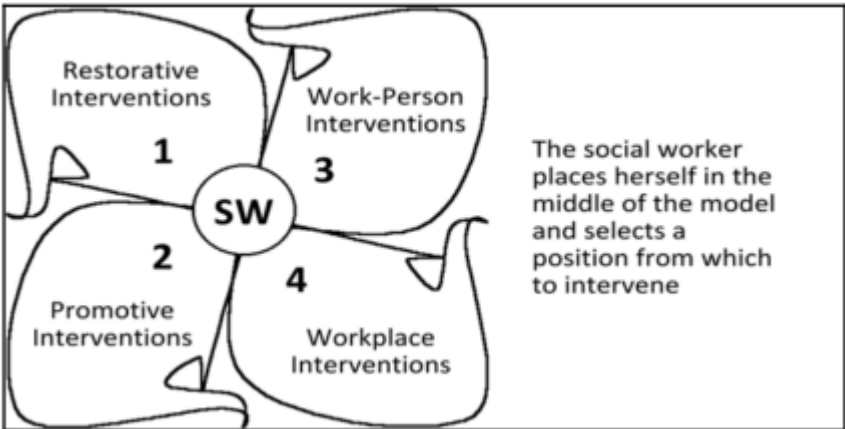 Restorative
Interventions
1
Work-Person
Interventions
3
SW
2
Promotive
Interventions
4
Workplace
Interventions
The social worker
places herself in the
middle of the model
and selects a
position from which
to intervene